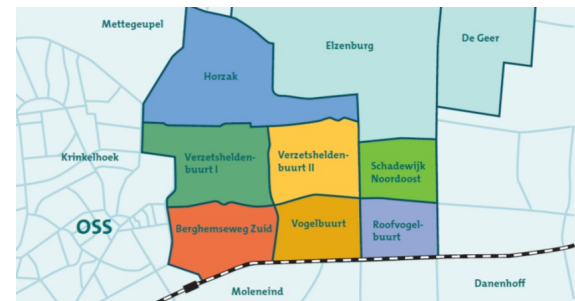 Mettegeupel
Elzenburg
De Geer
Horzak
Krinkelhoek
Verzetshelden-
buurt I
Verzetshelden-
buurt II
Schadewijk
Noordoost
OSS
Berghemseweg Zuid
Vogelbuurt
Roofvogel-
buurt
Moleneind
Danenhoff